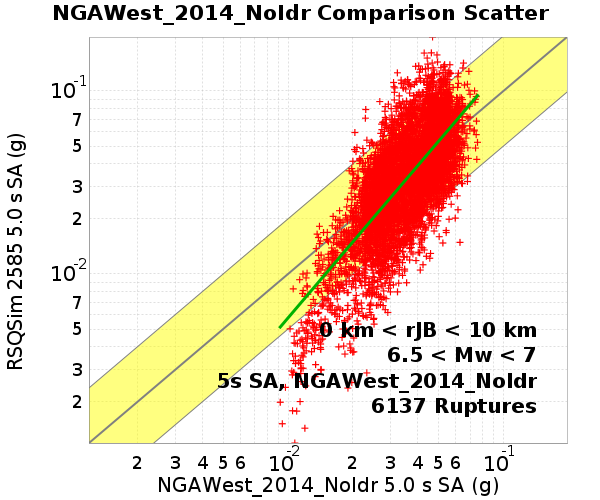 NGAWest_2014_NoIdr Comparison Scatter
RSQSim 2585 5.0 s SA (g)
10-1
7
5
3
2
10-2
7
5
3
2
0 km < rJB < 10 km
6.5 < Mw < 7
5s SA, NGAWest_2014_NoIdr
6137 Ruptures
2 3 4 5 6 10-2 2 3 4 5 6 10-1
NGAWest_2014_NoIdr 5.0 s SA (g)